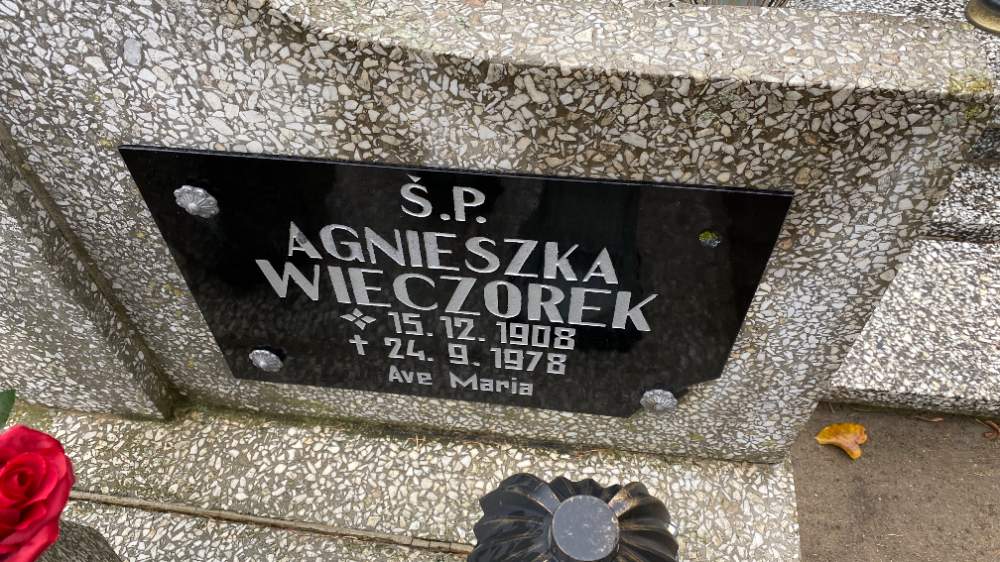 Ś.P.
AGNIESZKA
WIECZOREK
15. 12. 1908
✝ 24. 9. 1978
Ave Maria